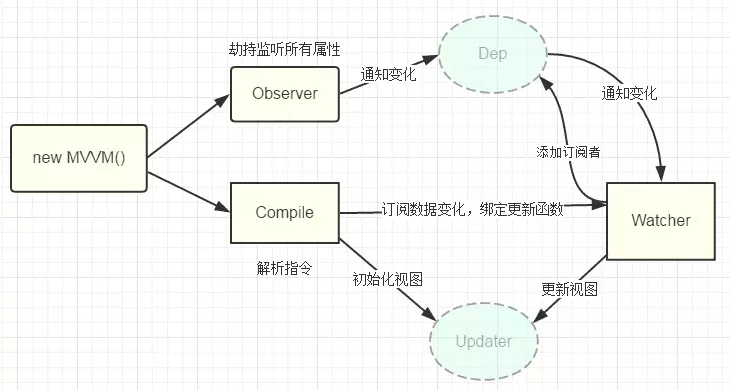 劫持监听所有属性
Dep
Observer
通知变化
通知变化
new MVVM()
添加订阅者
Compile
订阅数据变化，绑定更新函数
Watcher
解析指令
初始化视图
更新视图
Updater